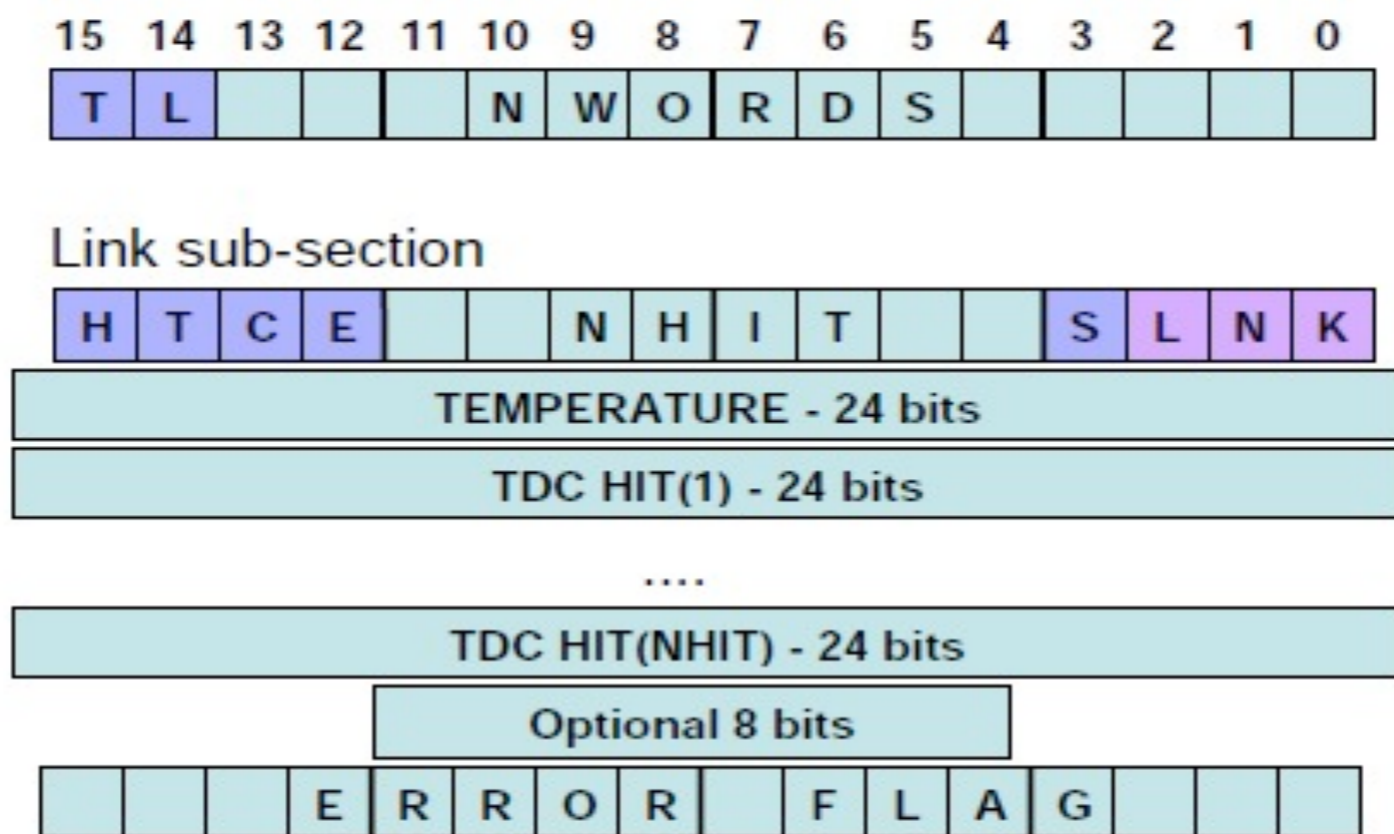 15 14 13 12 11 10 9 8 7 6 5 4 3 2 1 0
T L N W O R D S
Link sub-section
H T C E N H I T S L N K
TEMPERATURE - 24 bits
TDC HIT(1) - 24 bits
....
TDC HIT(NHIT) - 24 bits
Optional 8 bits
E R R O R F L A G